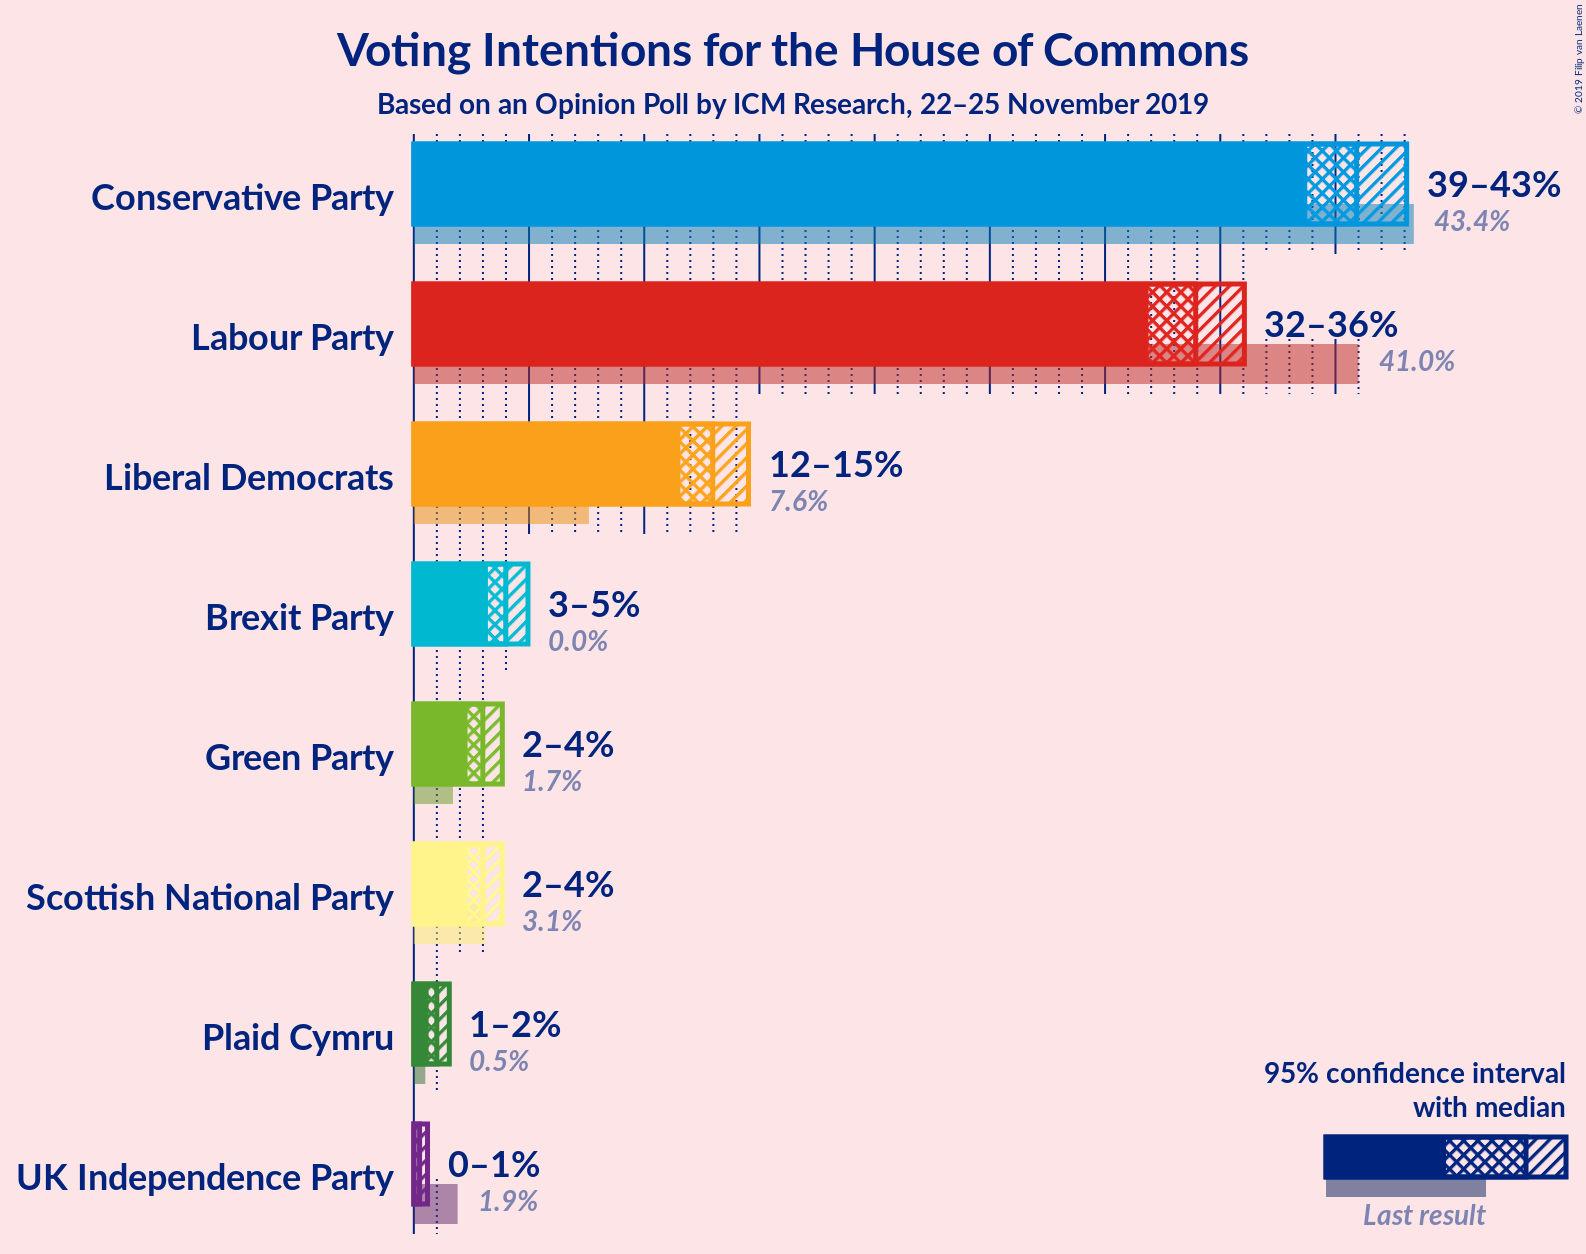 Voting Intentions for the House of Commons
Based on an Opinion Poll by ICM Research, 22–25 November 2019
© 2019 Filip van Laenen
Conservative Party
39–43%
43.4%
Labour Party
32–36%
41.0%
Liberal Democrats
12–15%
7.6%
Brexit Party
3–5%
0.0%
Green Party
2–4%
1.7%
Scottish National Party
2–4%
3.1%
Plaid Cymru
1–2%
0.5%
UK Independence Party
0–1%
1.9%
95% confidence interval
with median
Last result